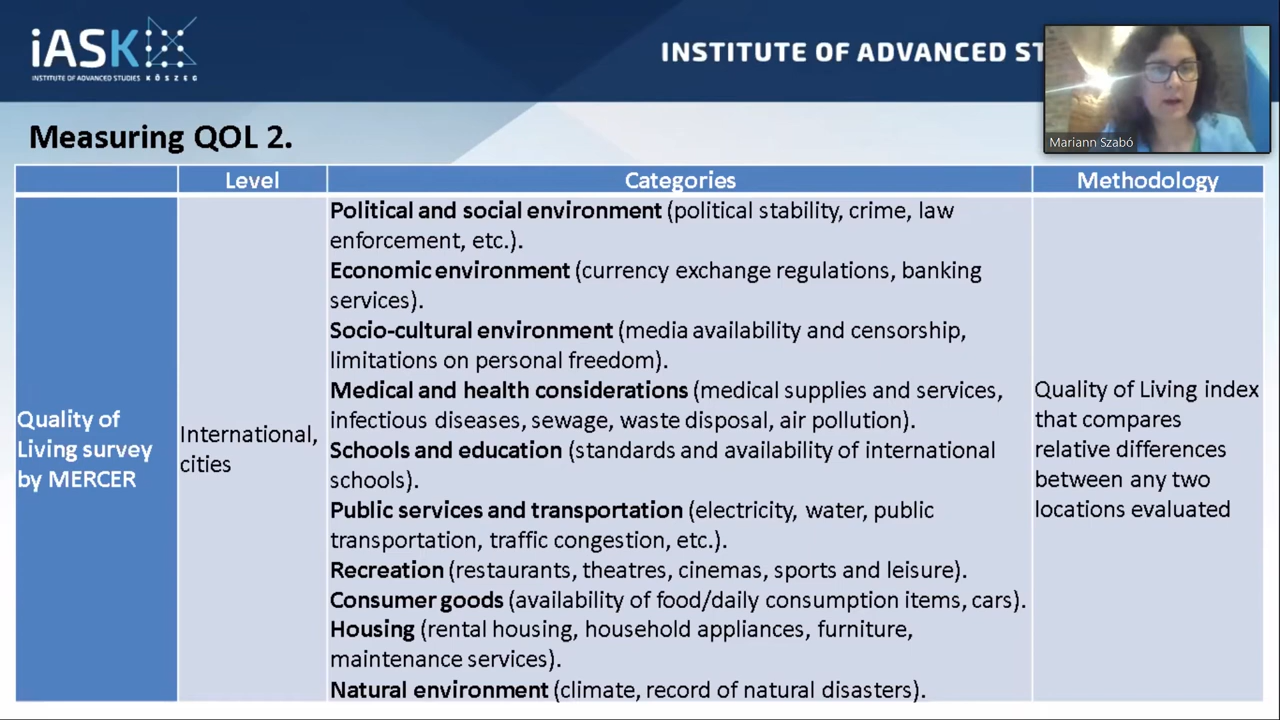 iASK
INSTITUTE OF ADVANCED STUDIES KŐSZEG
INSTITUTE OF ADVANCED ST
Mariann Szabó
Measuring QOL 2.
Level
Categories
Methodology
Quality of
Living survey
by MERCER
International,
cities
Political and social environment (political stability, crime, law
enforcement, etc.).
Economic environment (currency exchange regulations, banking
services).
Socio-cultural environment (media availability and censorship,
limitations on personal freedom).
Medical and health considerations (medical supplies and services,
infectious diseases, sewage, waste disposal, air pollution).
Schools and education (standards and availability of international
schools).
Public services and transportation (electricity, water, public
transportation, traffic congestion, etc.).
Recreation (restaurants, theatres, cinemas, sports and leisure).
Consumer goods (availability of food/daily consumption items, cars).
Housing (rental housing, household appliances, furniture,
maintenance services).
Natural environment (climate, record of natural disasters).
Quality of Living index
that compares
relative differences
between any two
locations evaluated